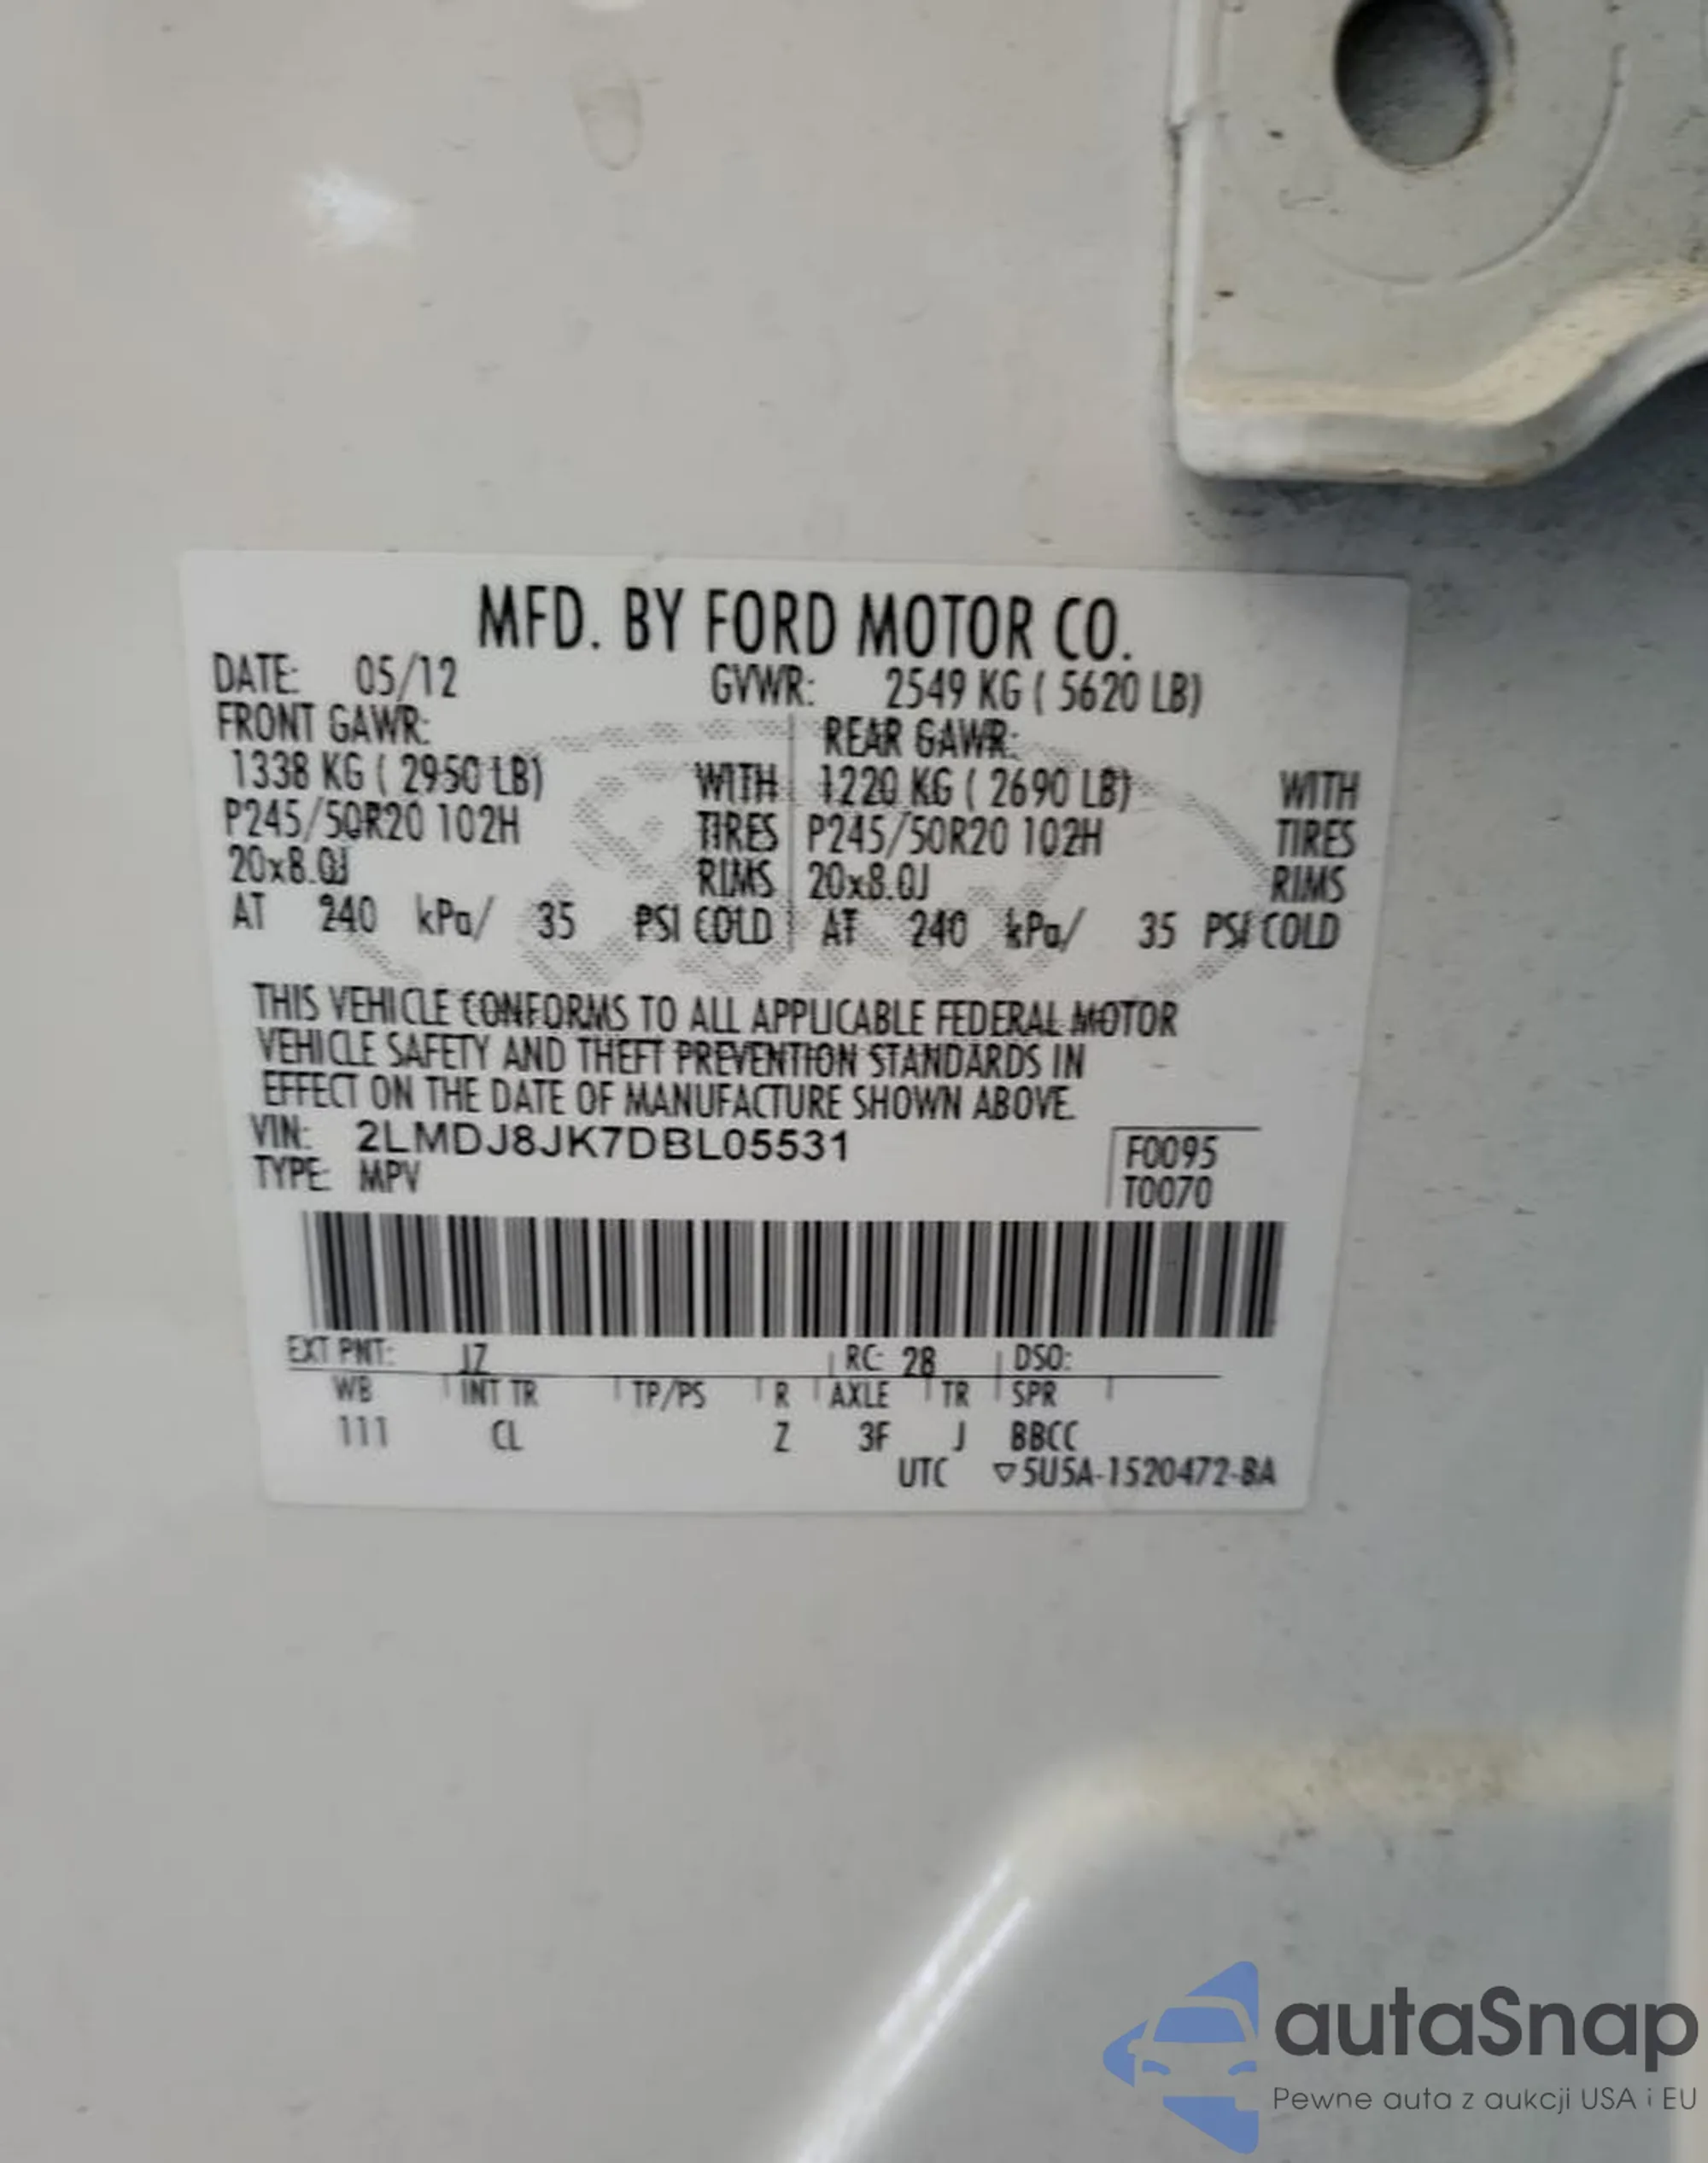 MFD. BY FORD MOTOR CO.
DATE: 05/12 GVWR: 2549 KG ( 5620 LB)
FRONT GAWR: REAR GAWR:
1338 KG ( 2950 LB) WITH 1220 KG ( 2690 LB) WITH
P245/50R20 102H TIRES P245/50R20 102H TIRES
20x8.0J RIMS 20x8.0J RIMS
AT 240 kPa/ 35 PSI COLD AT 240 kPa/ 35 PSI COLD
THIS VEHICLE CONFORMS TO ALL APPLICABLE FEDERAL MOTOR
VEHICLE SAFETY AND THEFT PREVENTION STANDARDS IN
EFFECT ON THE DATE OF MANUFACTURE SHOWN ABOVE.
VIN: 2LMDJ8JK7DBL05531 F0095
TYPE: MPV T0070
EXT PNT: JZ RC: 28 DSO:
WB INT TR TP/PS R AXLE TR SPR
111 CL Z 3F J BBCC
UTC ▽5U5A-1520472-BA
autaSnap
Pewne auta z aukcji USA i EU